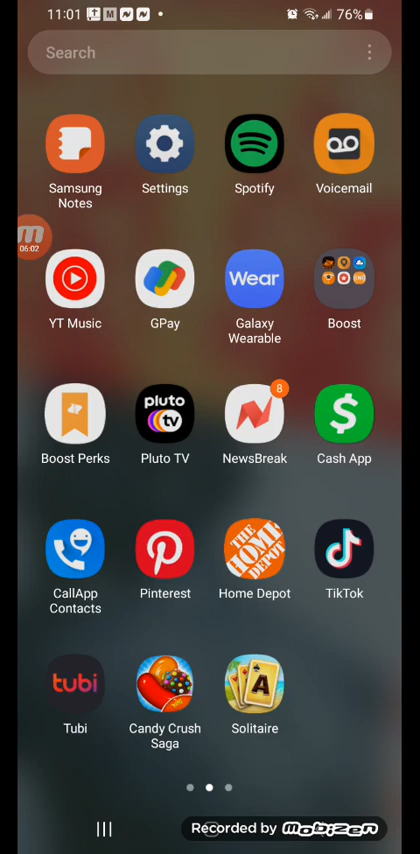 11:01 76%
Search
Samsung Notes
Settings
Spotify
Voicemail
06:02
YT Music
GPay
Wear
Galaxy Wearable
Boost
pluto tv
8
Boost Perks
Pluto TV
NewsBreak
Cash App
THE HOME DEPOT
CallApp Contacts
Pinterest
Home Depot
TikTok
tubi
A
Tubi
Candy Crush Saga
Solitaire
Recorded by MOBIZEN